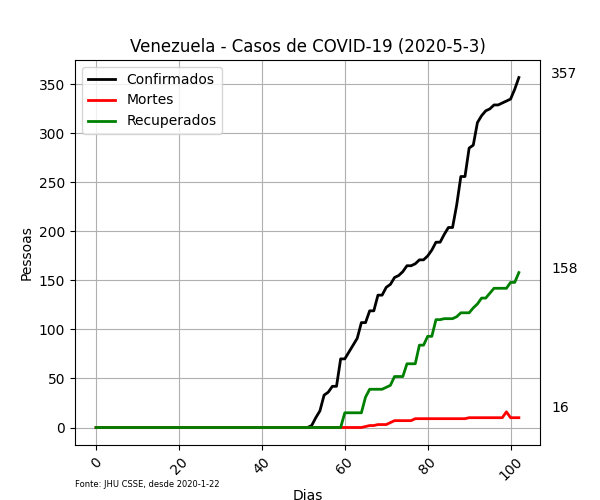 Venezuela - Casos de COVID-19 (2020-5-3)
Confirmados
Mortes
Recuperados
357
158
16
350
300
250
200
150
100
50
0
Pessoas
0
20
40
60
80
100
Dias
Fonte: JHU CSSE, desde 2020-1-22